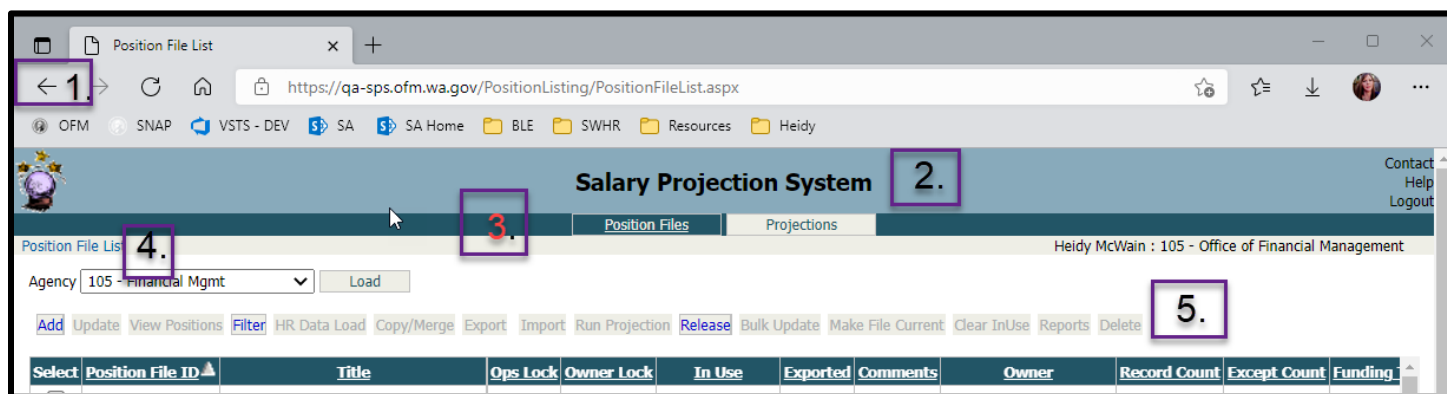 Position File List
1.
https://qa-sps.ofm.wa.gov/PositionListing/PositionFileList.aspx
OFM SNAP VSTS - DEV SA SA Home BLE SWHR Resources Heidy
Salary Projection System
2.
Contact
Help
Logout
3.
Position Files Projections
Position File List
4.
Heidy McWain : 105 - Office of Financial Management
Agency 105 - Financial Mgmt Load
5.
Add Update View Positions Filter HR Data Load Copy/Merge Export Import Run Projection Release Bulk Update Make File Current Clear InUse Reports Delete
Select Position File ID Title Ops Lock Owner Lock In Use Exported Comments Owner Record Count Except Count Funding